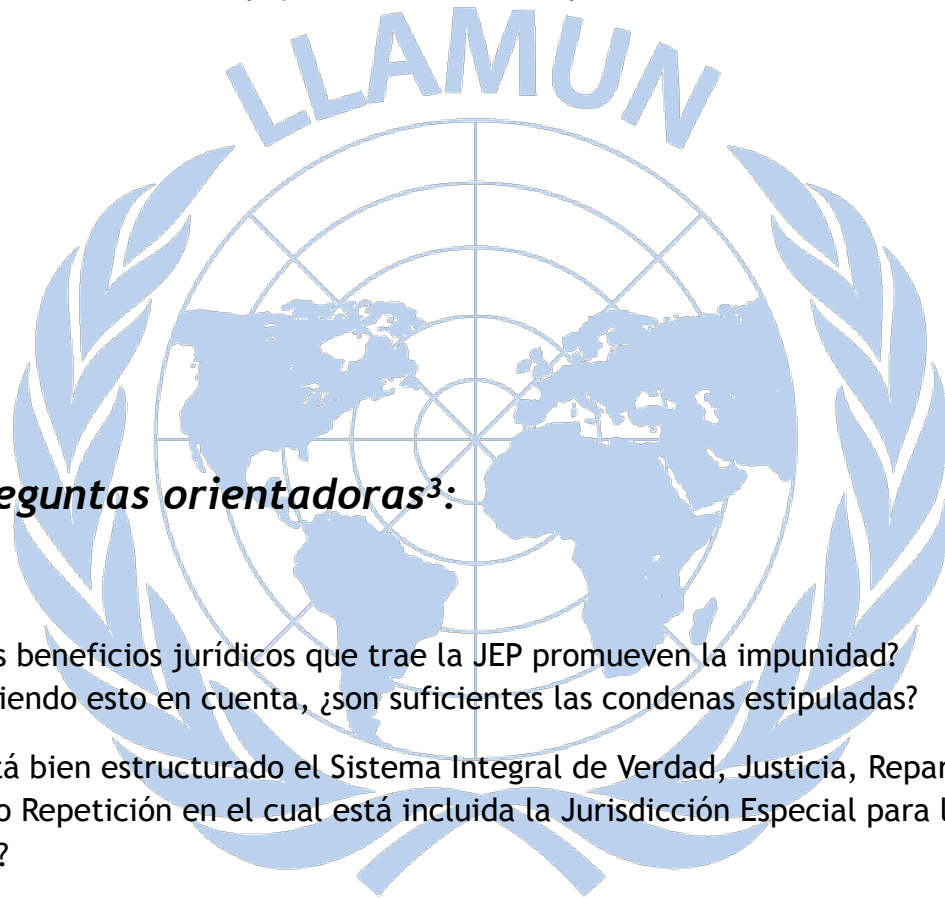 LLAMUN
eguntas orientadoras³:
s beneficios jurídicos que trae la JEP promueven la impunidad?
iendo esto en cuenta, ¿son suficientes las condenas estipuladas?
tá bien estructurado el Sistema Integral de Verdad, Justicia, Repar
o Repetición en el cual está incluida la Jurisdicción Especial para l
?